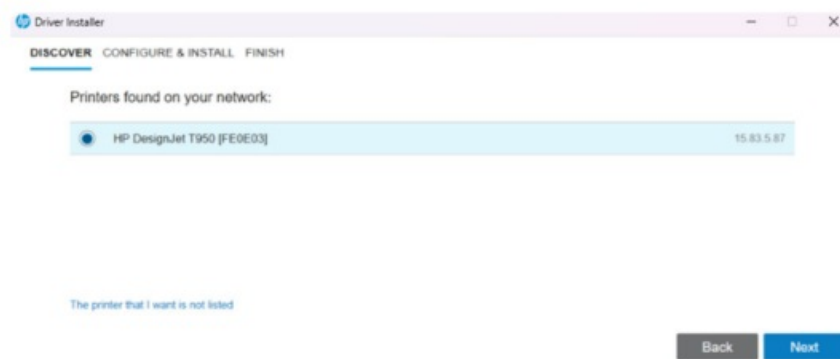 hp Driver Installer
DISCOVER CONFIGURE & INSTALL FINISH
Printers found on your network:
HP DesignJet T950 [FE0E03] 15.83.5.87
The printer that I want is not listed
Back Next